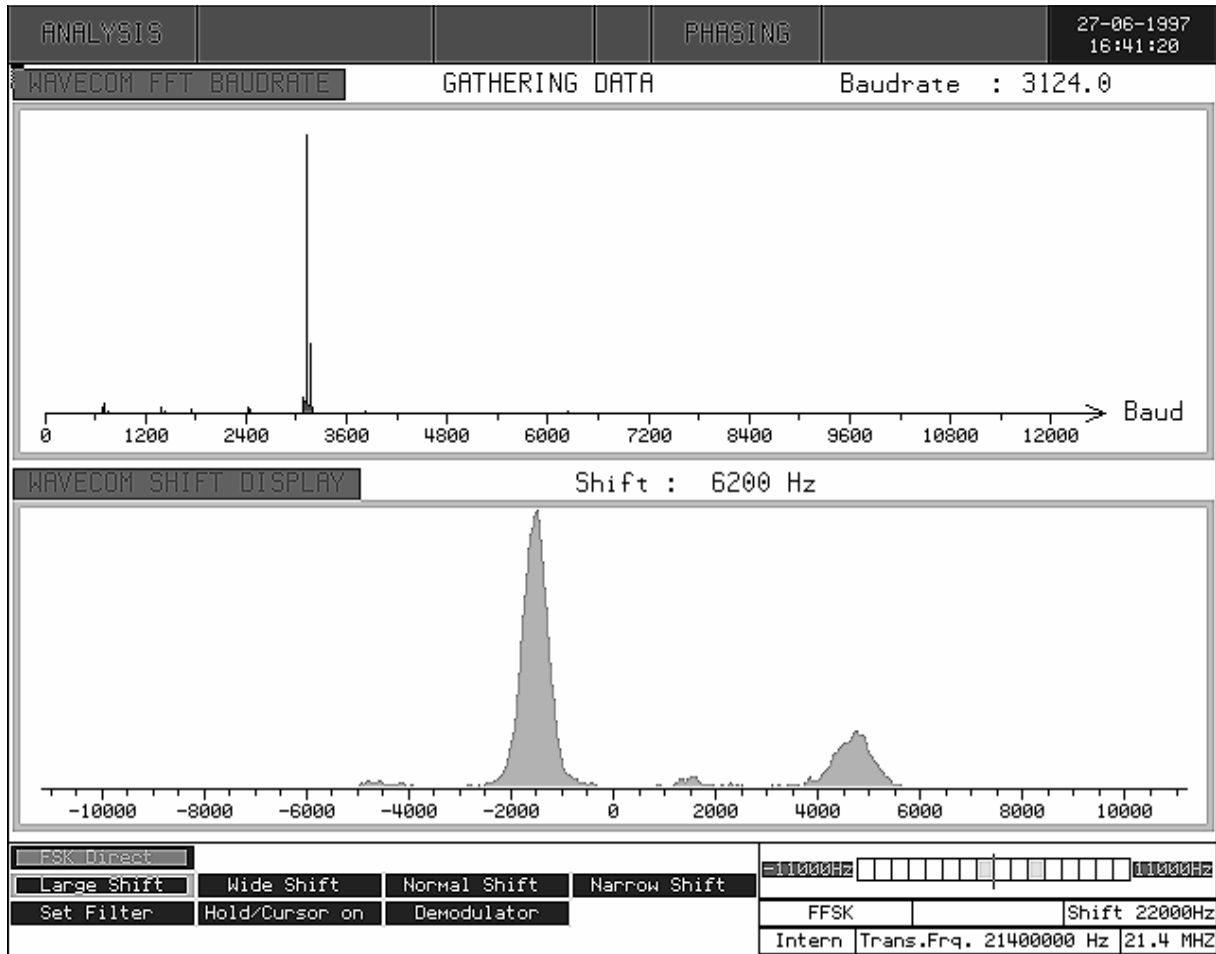 ANALYSIS PHASING 27-06-1997
16:41:20
WAVECOM FFT BAUDRATE GATHERING DATA Baudrate : 3124.0
Baud
0 1200 2400 3600 4800 6000 7200 8400 9600 10800 12000
WAVECOM SHIFT DISPLAY Shift : 6200 Hz
-10000 -8000 -6000 -4000 -2000 0 2000 4000 6000 8000 10000
FSK Direct
Large Shift Wide Shift Normal Shift Narrow Shift
Set Filter Hold/Cursor on Demodulator
-11000Hz 11000Hz
FFSK Shift 22000Hz
Intern Trans.Frq. 21400000 Hz 21.4 MHZ